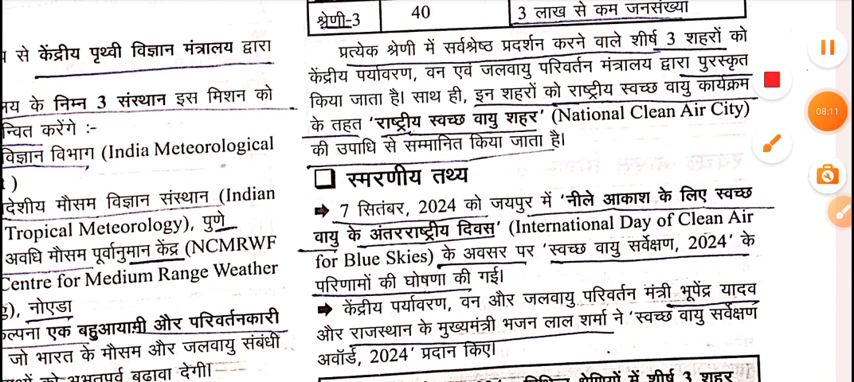 से केंद्रीय पृथ्वी विज्ञान मंत्रालय द्वारा
के निम्न 3 संस्थान इस मिशन को
न्वित करेंगे :–
विज्ञान विभाग (India Meteorological
)
देशीय मौसम विज्ञान संस्थान (Indian
Tropical Meteorology), पुणे
अवधि मौसम पूर्वानुमान केंद्र (NCMRWF
Centre for Medium Range Weather
g), नोएडा
एक बहुआयामी और परिवर्तनकारी
जो भारत के मौसम और जलवायु संबंधी
को अभूतपूर्व बढ़ावा देगी।
श्रेणी-3 40 3 लाख से कम जनसंख्या
प्रत्येक श्रेणी में सर्वश्रेष्ठ प्रदर्शन करने वाले शीर्ष 3 शहरों को
केंद्रीय पर्यावरण, वन एवं जलवायु परिवर्तन मंत्रालय द्वारा पुरस्कृत
किया जाता है। साथ ही, इन शहरों को राष्ट्रीय स्वच्छ वायु कार्यक्रम
के तहत ‘राष्ट्रीय स्वच्छ वायु शहर’ (National Clean Air City)
की उपाधि से सम्मानित किया जाता है।
स्मरणीय तथ्य
7 सितंबर, 2024 को जयपुर में ‘नीले आकाश के लिए स्वच्छ
वायु के अंतरराष्ट्रीय दिवस’ (International Day of Clean Air
for Blue Skies) के अवसर पर ‘स्वच्छ वायु सर्वेक्षण, 2024’ के
परिणामों की घोषणा की गई।
केंद्रीय पर्यावरण, वन और जलवायु परिवर्तन मंत्री भूपेंद्र यादव
और राजस्थान के मुख्यमंत्री भजन लाल शर्मा ने ‘स्वच्छ वायु सर्वेक्षण
अवॉर्ड, 2024’ प्रदान किए।
श्रेणियों में शीर्ष 3 शहर
08:11